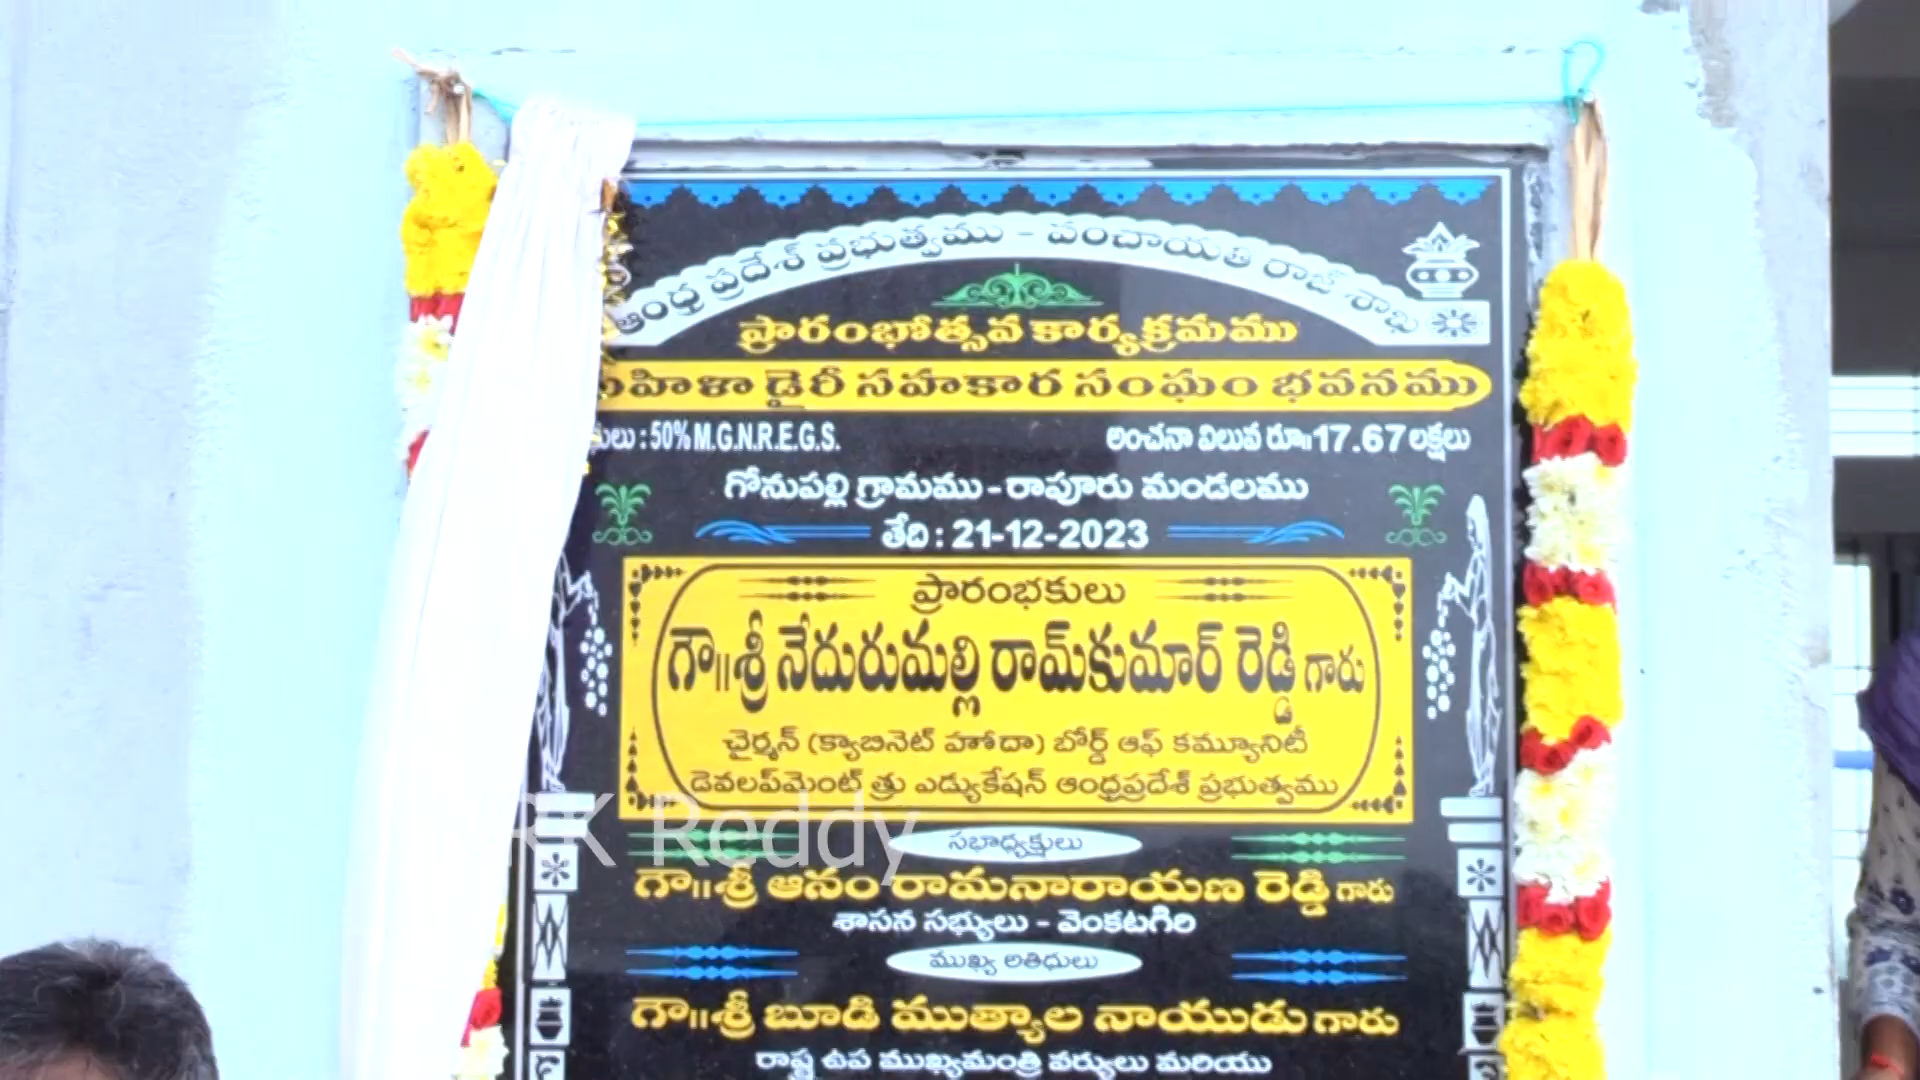 ఆంధ్ర ప్రదేశ్ ప్రభుత్వము - పంచాయతీ రాజ్ శాఖ
ప్రారంభోత్సవ కార్యక్రమము
మహిళా డైరీ సహకార సంఘం భవనము
: 50% M.G.N.R.E.G.S. అంచనా విలువ రూ॥17.67 లక్షలు
గోనుపల్లి గ్రామము - రాపూరు మండలము
తేది : 21-12-2023
ప్రారంభకులు
గౌ॥శ్రీ నేదురుమల్లి రామ్‌కుమార్ రెడ్డి గారు
చైర్మన్ (క్యాబినెట్ హోదా) బోర్డ్ ఆఫ్ కమ్యూనిటీ
డెవలప్‌మెంట్ త్రు ఎడ్యుకేషన్ ఆంధ్రప్రదేశ్ ప్రభుత్వము
RK Reddy
సభాధ్యక్షులు
గౌ॥శ్రీ ఆనం రామనారాయణ రెడ్డి గారు
శాసన సభ్యులు - వెంకటగిరి
ముఖ్య అతిధులు
గౌ॥శ్రీ బూడి ముత్యాల నాయుడు గారు
రాష్ట్ర ఉప ముఖ్యమంత్రి వర్యులు మరియు